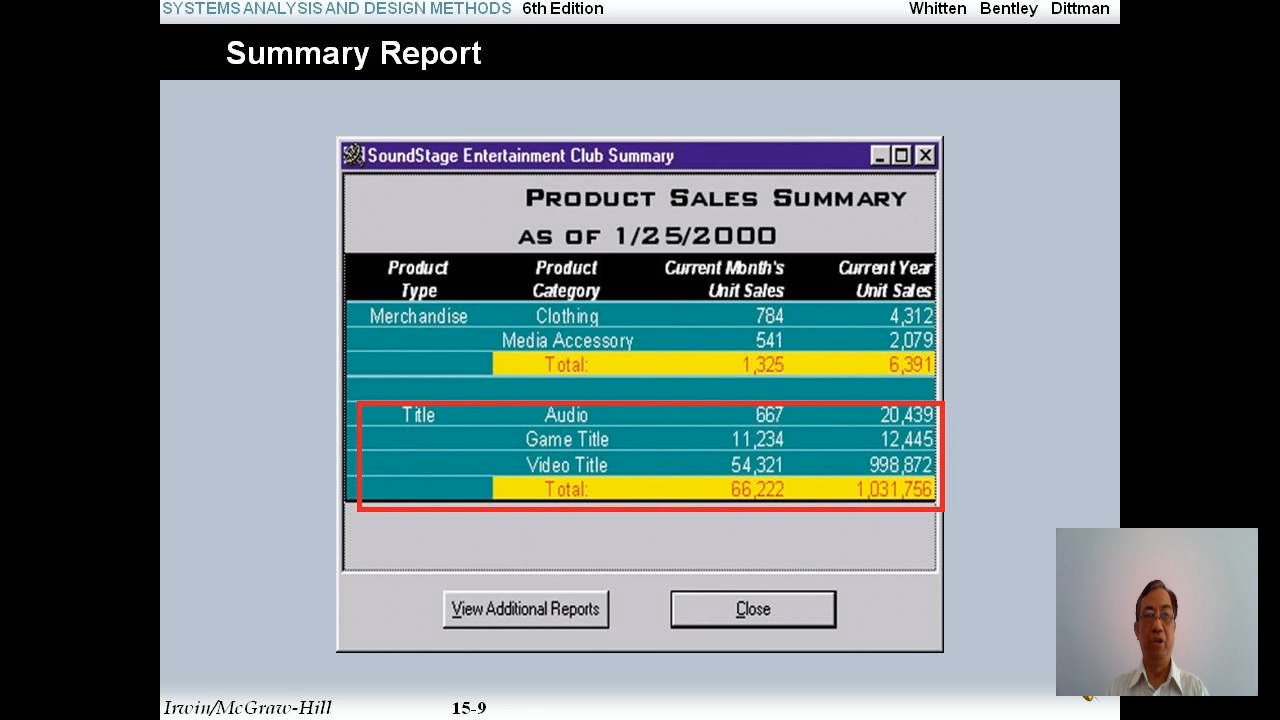 SYSTEMS ANALYSIS AND DESIGN METHODS 6th Edition Whitten Bentley Dittman
Summary Report
SoundStage Entertainment Club Summary
PRODUCT SALES SUMMARY
AS OF 1/25/2000
Product Product Current Month's Current Year
Type Category Unit Sales Unit Sales
Merchandise Clothing 784 4,312
Media Accessory 541 2,079
Total: 1,325 6,391
Title Audio 667 20,439
Game Title 11,234 12,445
Video Title 54,321 998,872
Total: 66,222 1,031,756
View Additional Reports Close
Irwin/McGraw-Hill 15-9